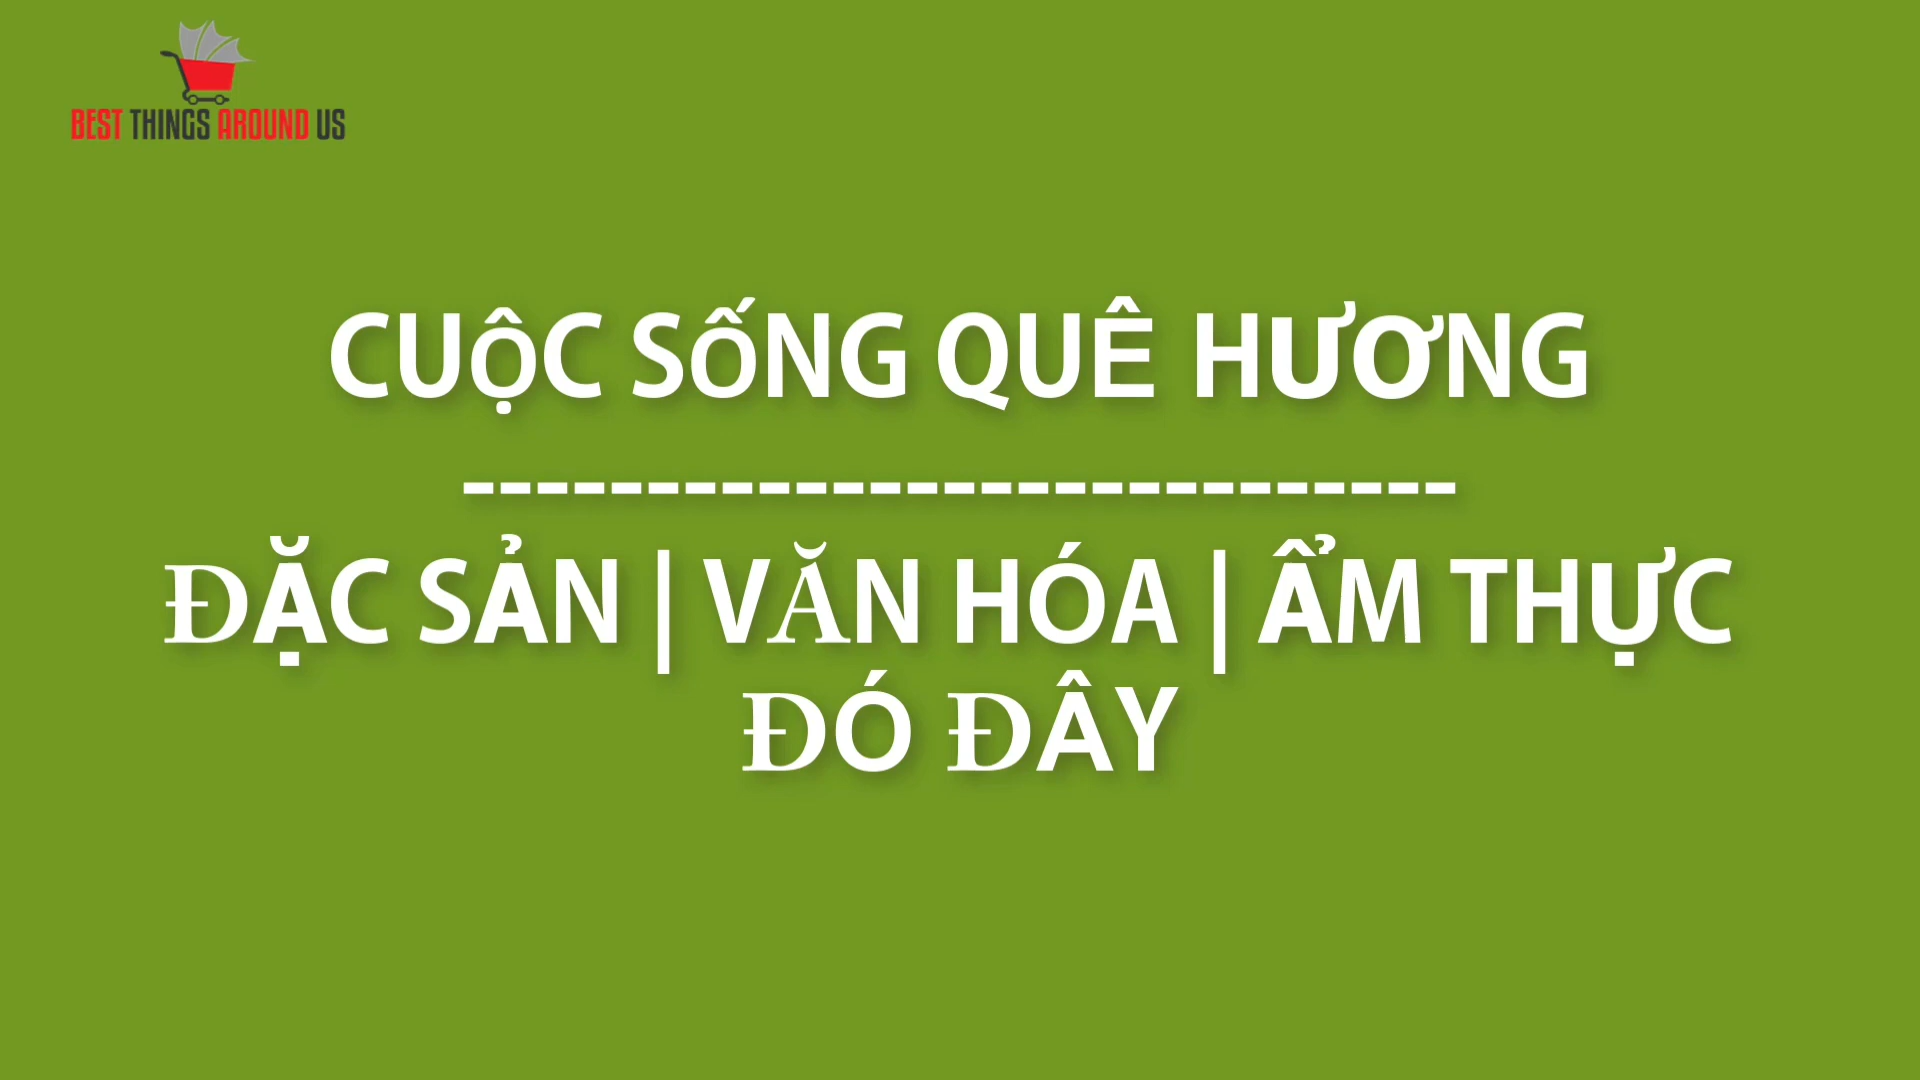 BEST THINGS AROUND US
CUỘC SỐNG QUÊ HƯƠNG
---------------------------
ĐẶC SẢN | VĂN HÓA | ẨM THỰC
ĐÓ ĐÂY